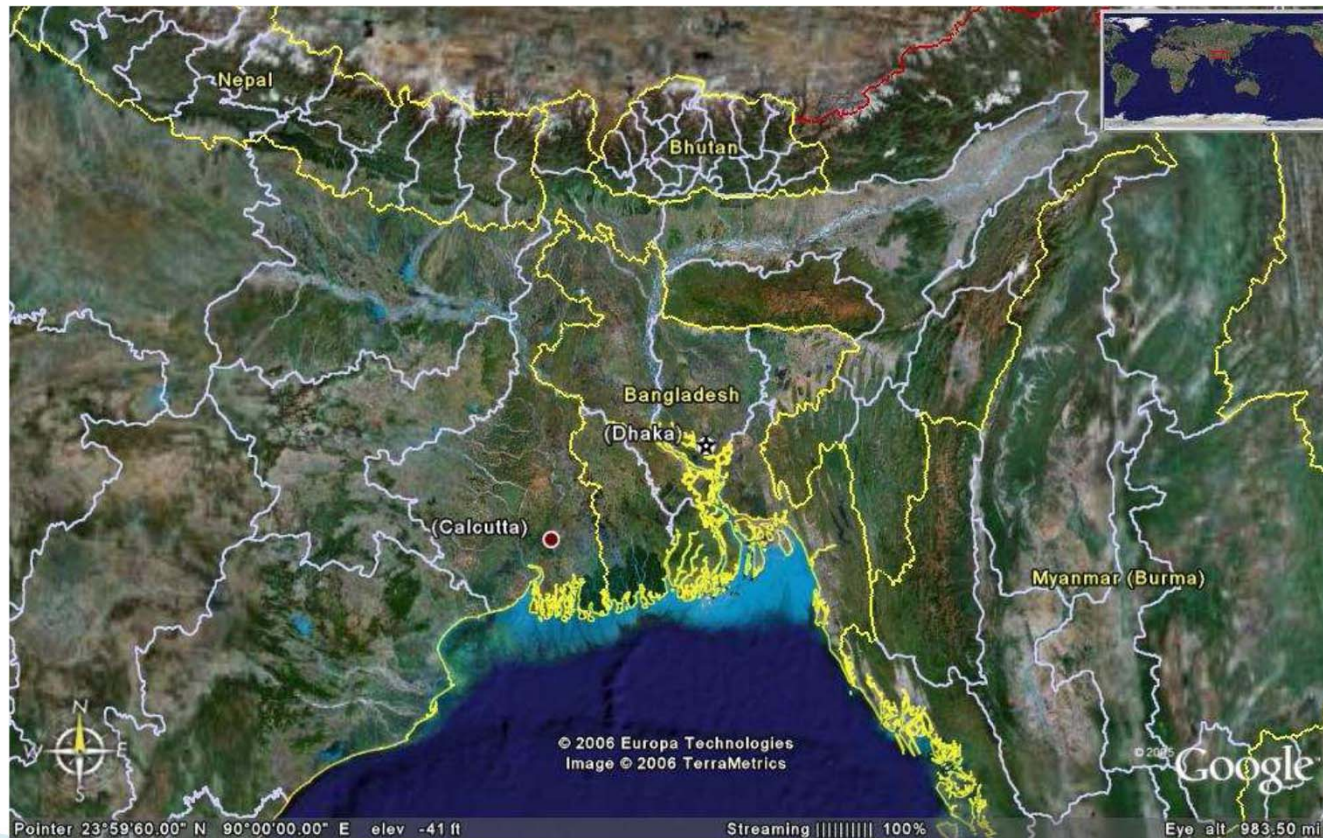 Nepal
Bhutan
Bangladesh
(Dhaka)
(Calcutta)
Myanmar (Burma)
N
W E
S
© 2006 Europa Technologies
Image © 2006 TerraMetrics
© 2005
Google
Pointer 23°59'60.00" N 90°00'00.00" E elev -41 ft Streaming |||||||||| 100% Eye alt 983.50 mi